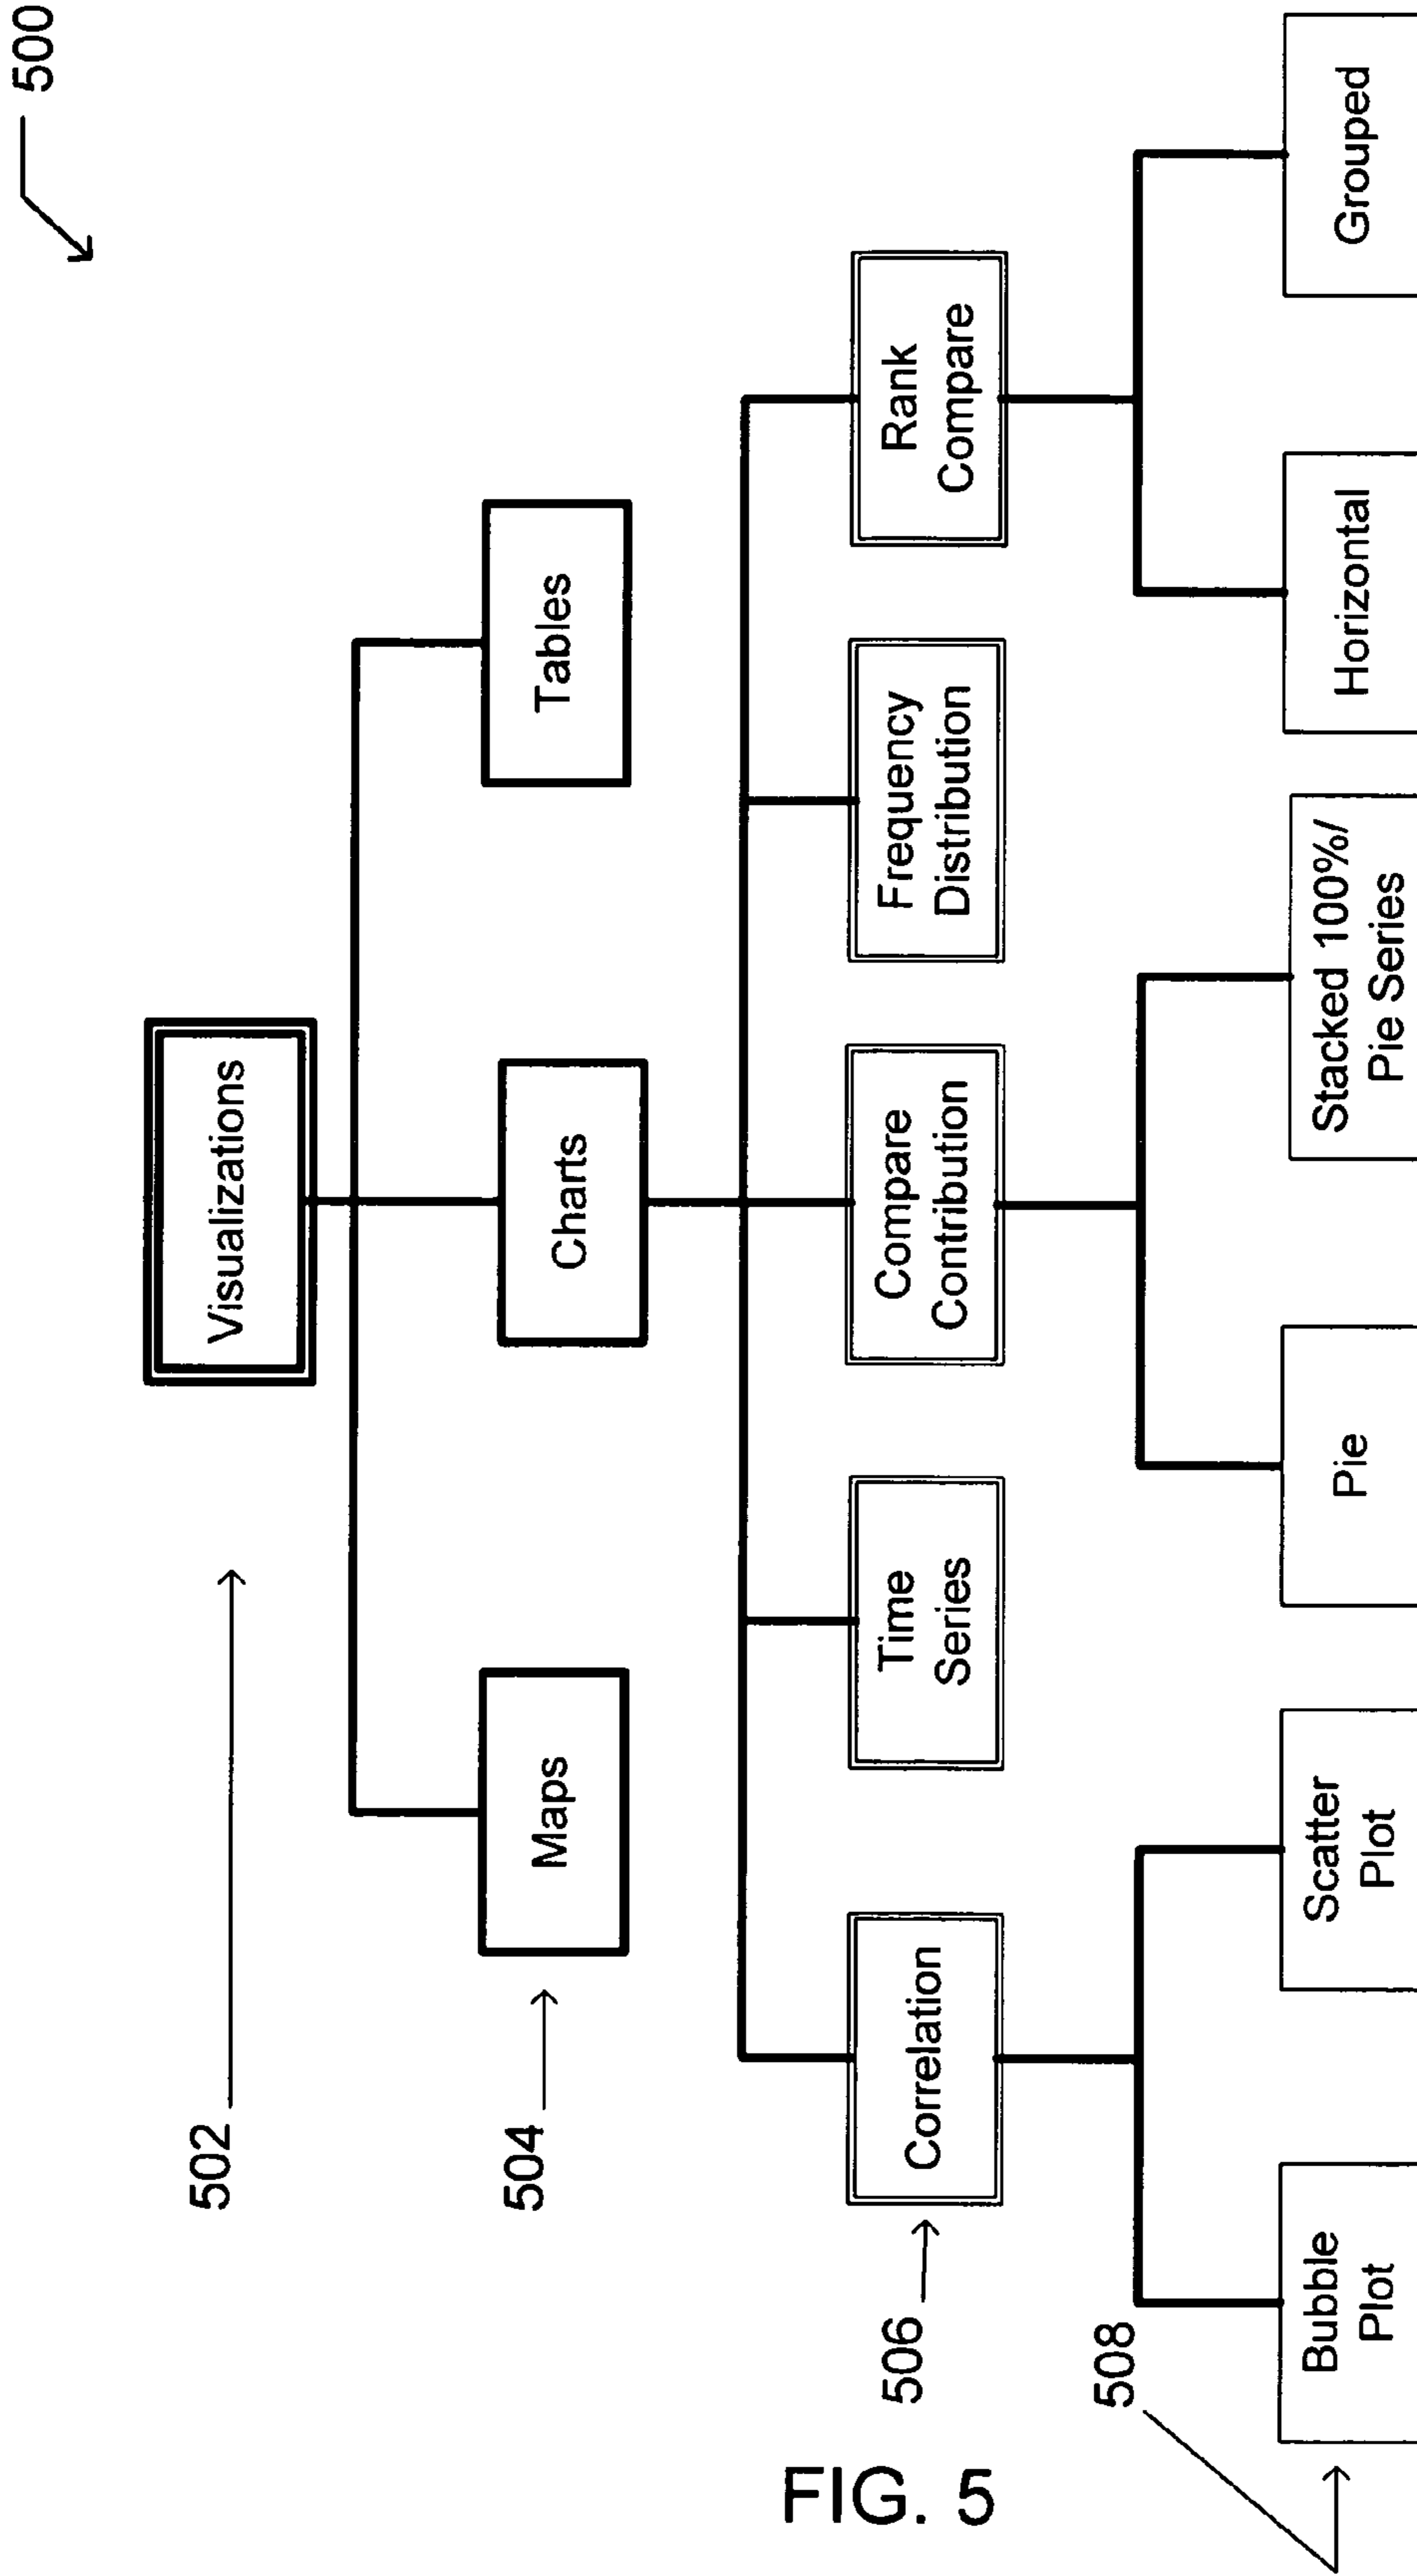 500
502
Visualizations
504
Maps
Charts
Tables
506
Correlation
Time
Series
Compare
Contribution
Frequency
Distribution
Rank
Compare
508
Bubble
Plot
Scatter
Plot
Pie
Stacked 100%/
Pie Series
Horizontal
Grouped
FIG. 5